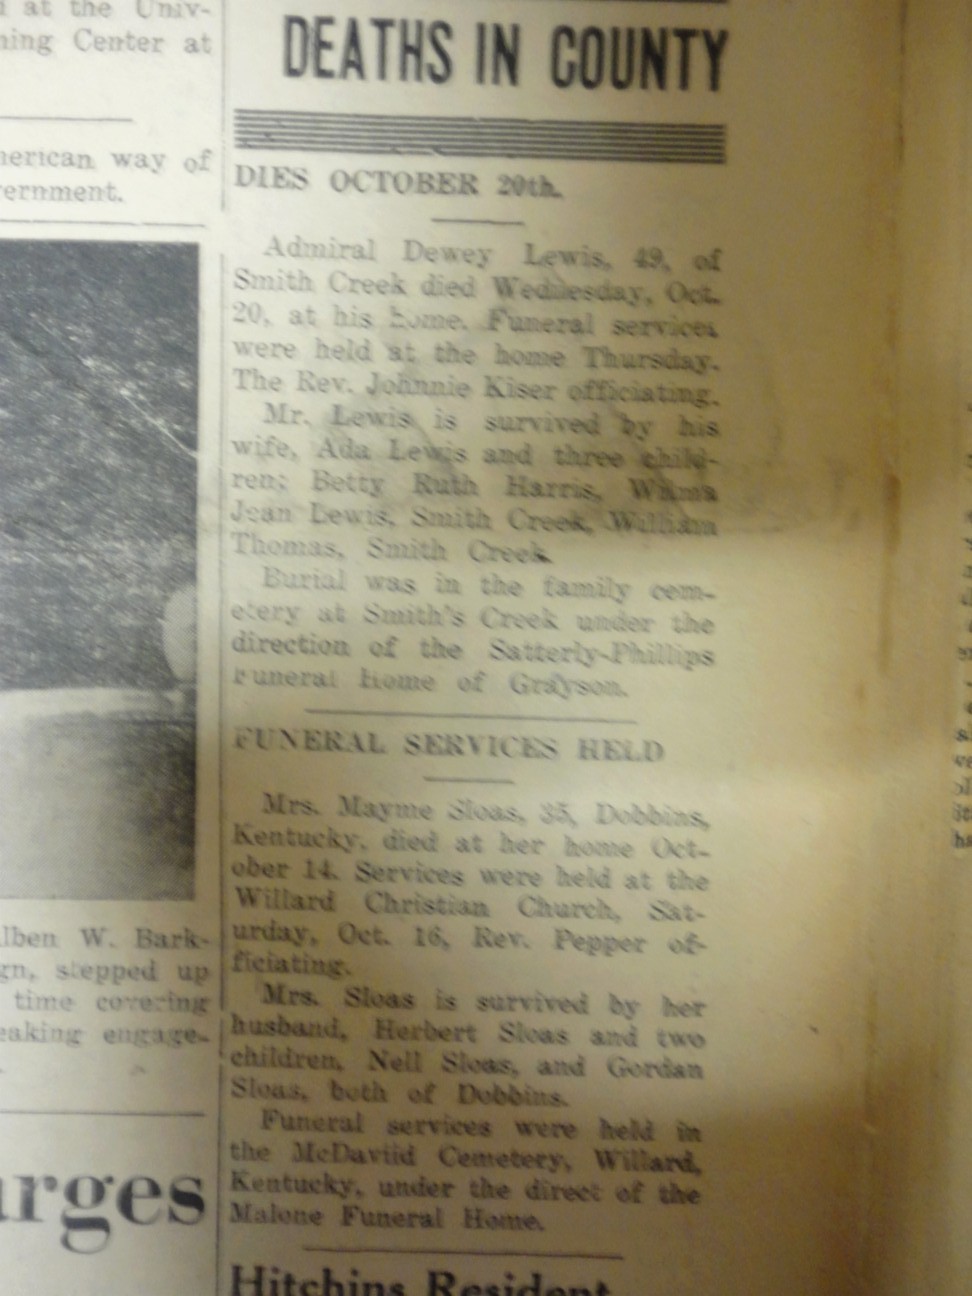 at the Univ-
ning Center at
nerican way of
ernment.
lben W. Bark-
gn, stepped up
time covering
eaking engage-
urges
DEATHS IN COUNTY
DIES OCTOBER 20th.
Admiral Dewey Lewis, 49, of
Smith Creek died Wednesday, Oct.
20, at his home. Funeral services
were held at the home Thursday.
The Rev. Johnnie Kiser officiating.
Mr. Lewis is survived by his
wife, Ada Lewis and three child-
ren: Betty Ruth Harris, Wilma
Jean Lewis, Smith Creek, William
Thomas, Smith Creek.
Burial was in the family cem-
etery at Smith's Creek under the
direction of the Satterly-Phillips
Funeral Home of Grayson.
FUNERAL SERVICES HELD
Mrs. Mayme Sloas, 35, Dobbins,
Kentucky, died at her home Oct-
ober 14. Services were held at the
Willard Christian Church, Sat-
urday, Oct. 16, Rev. Pepper of-
ficiating.
Mrs. Sloas is survived by her
husband, Herbert Sloas and two
children, Nell Sloas, and Gordan
Sloas, both of Dobbins.
Funeral services were held in
the McDaviid Cemetery, Willard,
Kentucky, under the direct of the
Malone Funeral Home.
Hitchins Resident